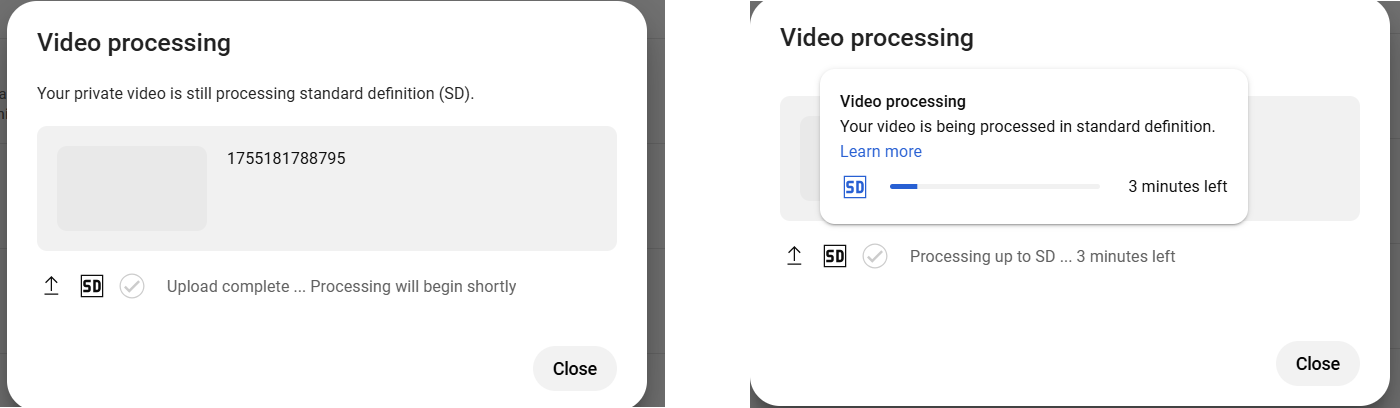 Video processing
Your private video is still processing standard definition (SD).
1755181788795
SD
Upload complete ... Processing will begin shortly
Close
Video processing
Video processing
Your video is being processed in standard definition.
Learn more
SD 3 minutes left
SD Processing up to SD ... 3 minutes left
Close